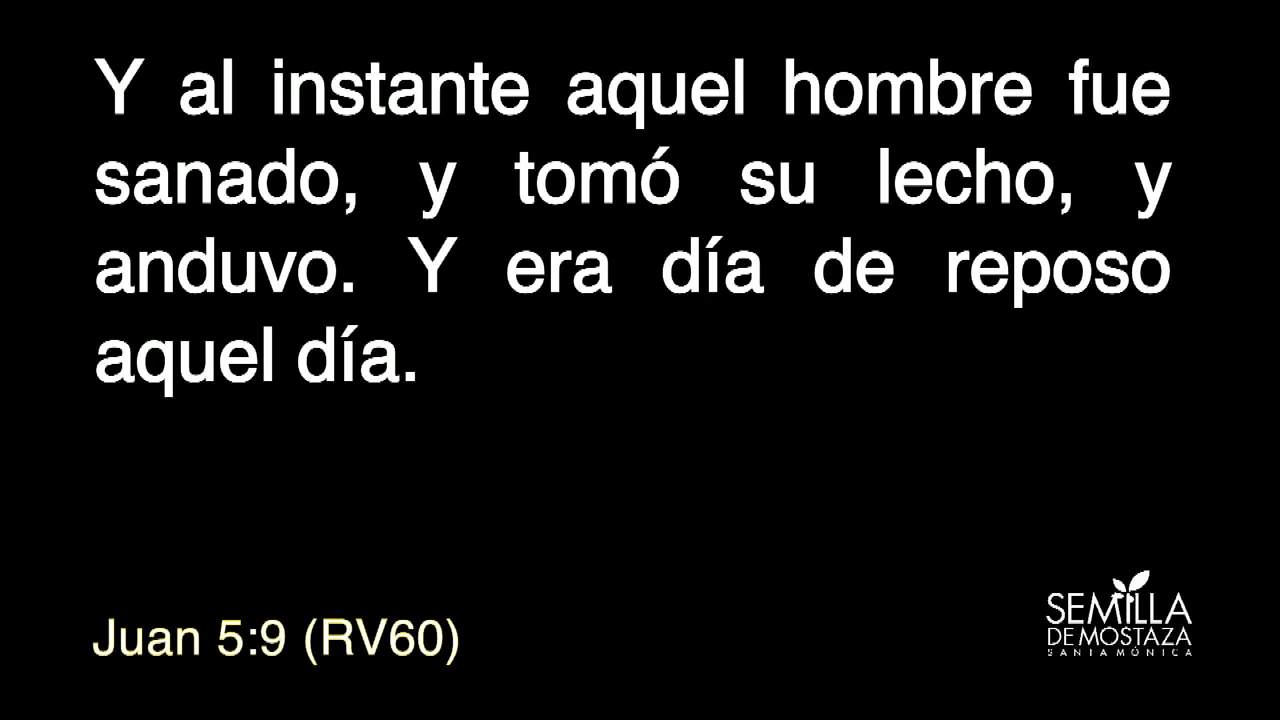 Y al instante aquel hombre fue
sanado, y tomó su lecho, y
anduvo. Y era día de reposo
aquel día.
Juan 5:9 (RV60)
SEMILLA
DE MOSTAZA
SANTA MÓNICA